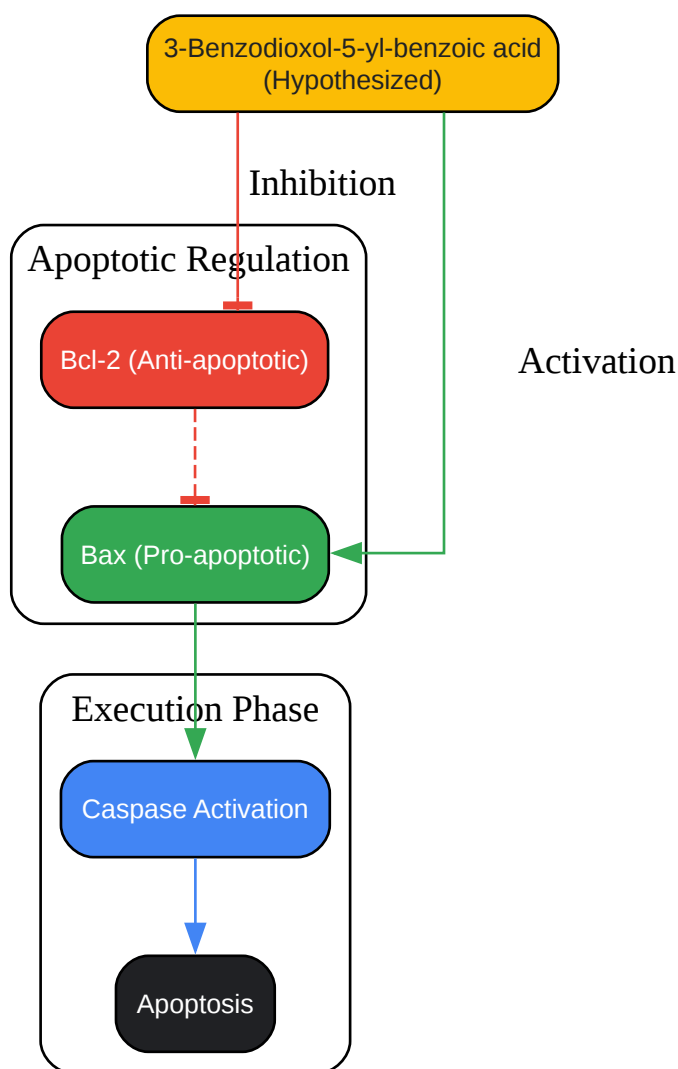 3-Benzodioxol-5-yl-benzoic acid
(Hypothesized)
Inhibition
Apoptotic Regulation
Bcl-2 (Anti-apoptotic)
Activation
Bax (Pro-apoptotic)
Execution Phase
Caspase Activation
Apoptosis